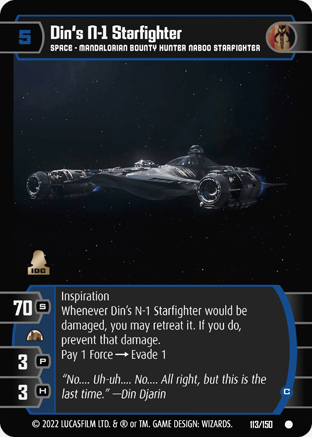 5
Din's N-1 Starfighter
SPACE - MANDALORIAN BOUNTY HUNTER NABOO STARFIGHTER
IDC
70 S
3 P
3 H
Inspiration
Whenever Din's N-1 Starfighter would be
damaged, you may retreat it. If you do,
prevent that damage.
Pay 1 Force → Evade 1
"No.... Uh-uh.... No.... All right, but this is the
last time." —Din Djarin
C
© 2022 LUCASFILM LTD. & ® or TM. GAME DESIGN: WIZARDS.
113/150